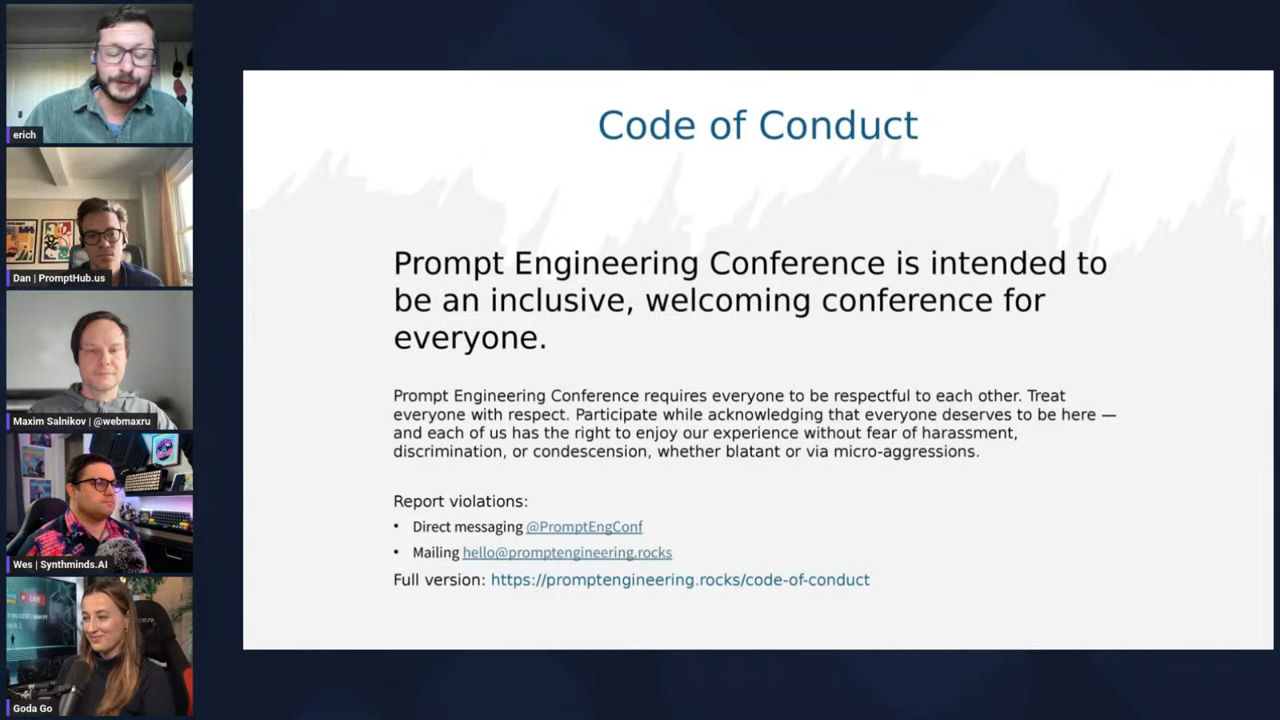 erich
Dan | PromptHub.us
Maxim Salnikov | @webmaxru
Wes | Synthminds.AI
LIVE
Goda Go
Code of Conduct
Prompt Engineering Conference is intended to
be an inclusive, welcoming conference for
everyone.
Prompt Engineering Conference requires everyone to be respectful to each other. Treat
everyone with respect. Participate while acknowledging that everyone deserves to be here —
and each of us has the right to enjoy our experience without fear of harassment,
discrimination, or condescension, whether blatant or via micro-aggressions.
Report violations:
• Direct messaging @PromptEngConf
• Mailing hello@promptengineering.rocks
Full version: https://promptengineering.rocks/code-of-conduct